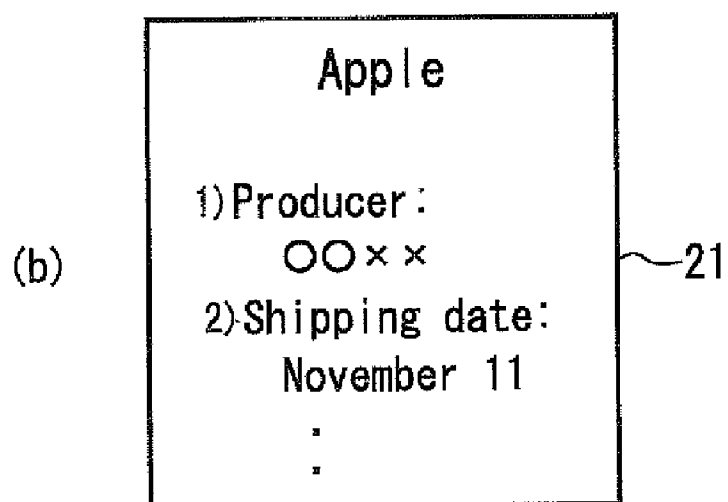 Apple
1)Producer:
○○××
(b)
21
2)Shipping date:
November 11
: